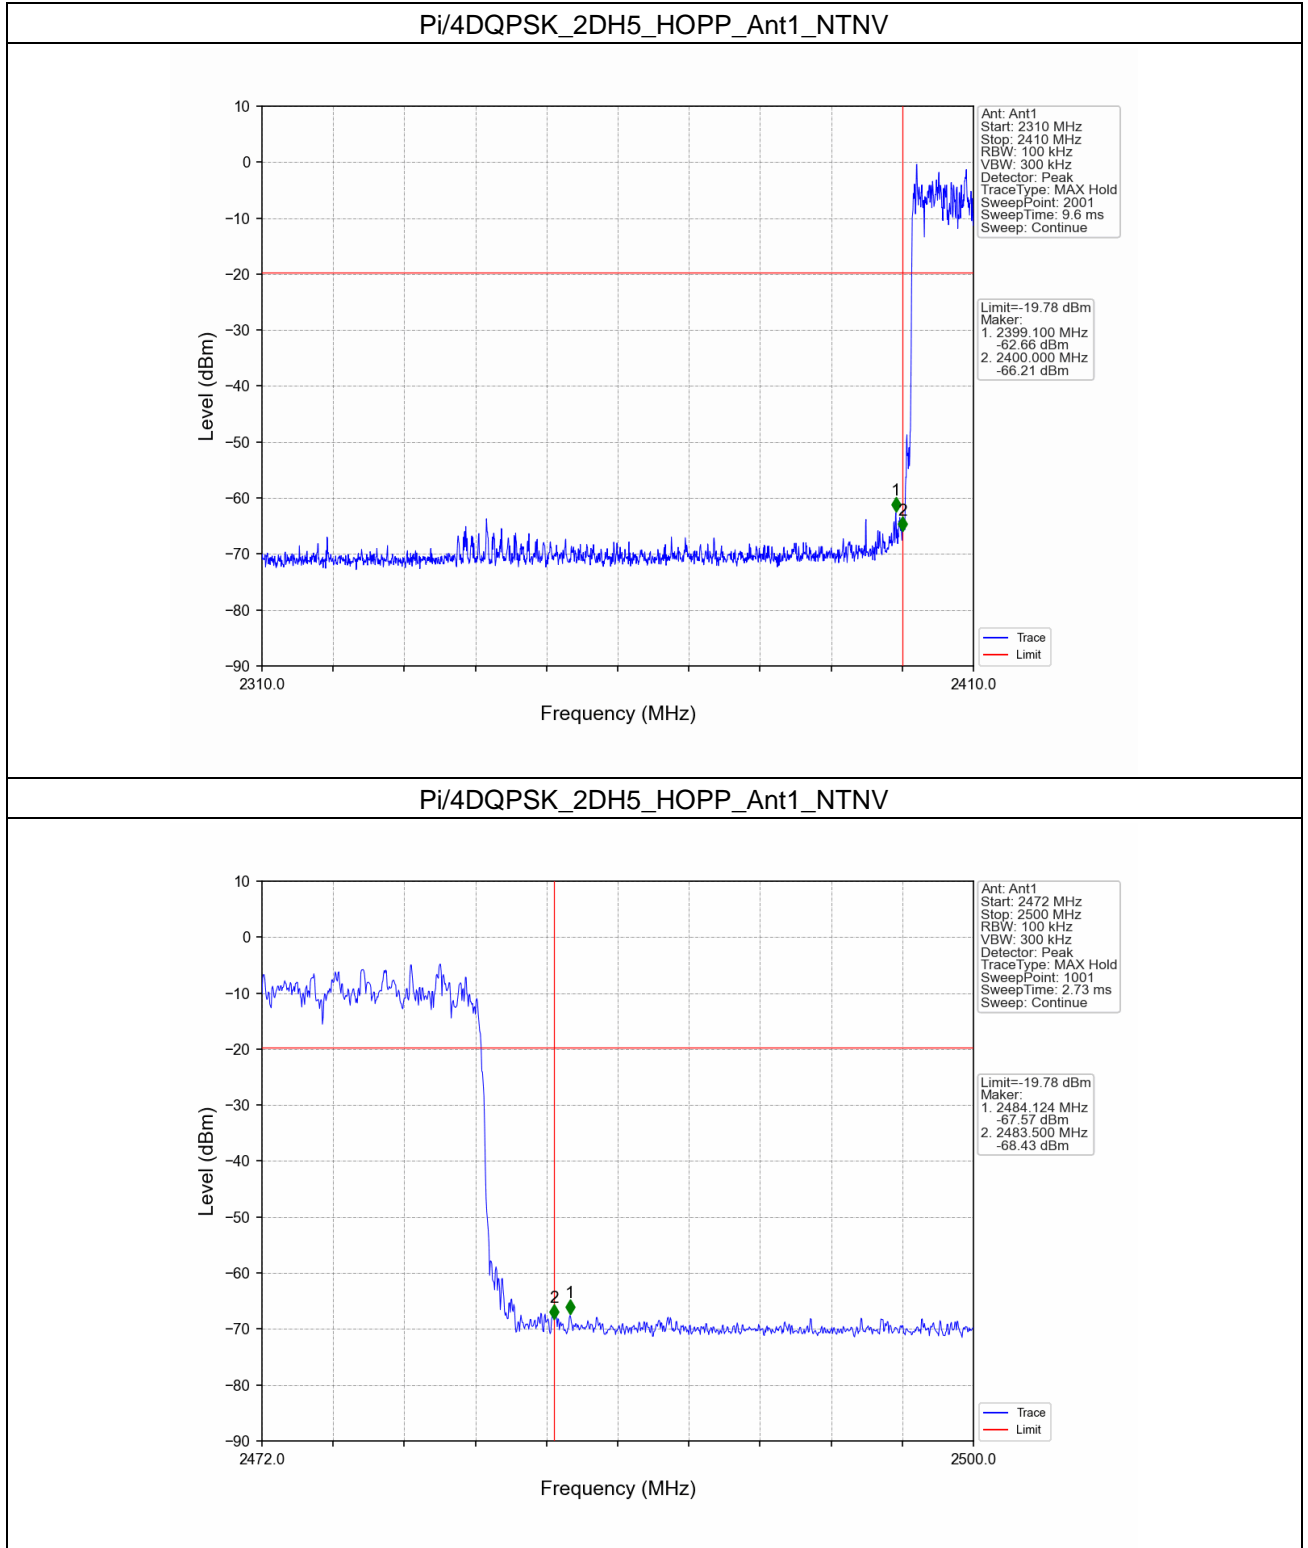 Pi/4DQPSK_2DH5_HOPP_Ant1_NTNV
10
0
−10
−20
−30
−40
−50
−60
−70
−80
−90
Level (dBm)
2310.0
2410.0
Frequency (MHz)
1
2
Ant: Ant1
Start: 2310 MHz
Stop: 2410 MHz
RBW: 100 kHz
VBW: 300 kHz
Detector: Peak
TraceType: MAX Hold
SweepPoint: 2001
SweepTime: 9.6 ms
Sweep: Continue
Limit=-19.78 dBm
Maker:
1. 2399.100 MHz
-62.66 dBm
2. 2400.000 MHz
-66.21 dBm
Trace
Limit
Pi/4DQPSK_2DH5_HOPP_Ant1_NTNV
10
0
−10
−20
−30
−40
−50
−60
−70
−80
−90
Level (dBm)
2472.0
2500.0
Frequency (MHz)
2
1
Ant: Ant1
Start: 2472 MHz
Stop: 2500 MHz
RBW: 100 kHz
VBW: 300 kHz
Detector: Peak
TraceType: MAX Hold
SweepPoint: 1001
SweepTime: 2.73 ms
Sweep: Continue
Limit=-19.78 dBm
Maker:
1. 2484.124 MHz
-67.57 dBm
2. 2483.500 MHz
-68.43 dBm
Trace
Limit